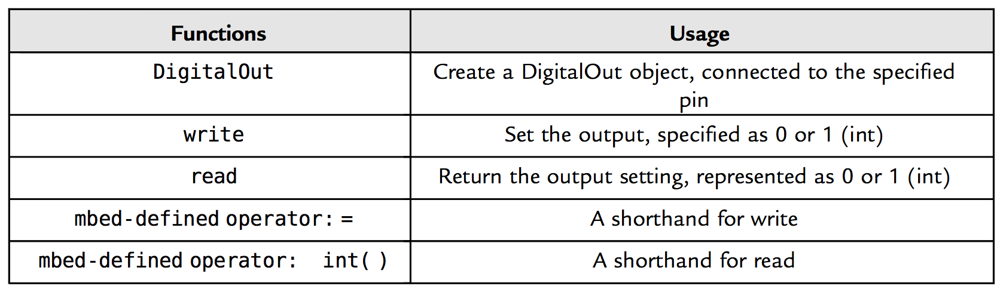 Functions Usage
DigitalOut Create a DigitalOut object, connected to the specified
pin
write Set the output, specified as 0 or 1 (int)
read Return the output setting, represented as 0 or 1 (int)
mbed-defined operator: = A shorthand for write
mbed-defined operator: int( ) A shorthand for read